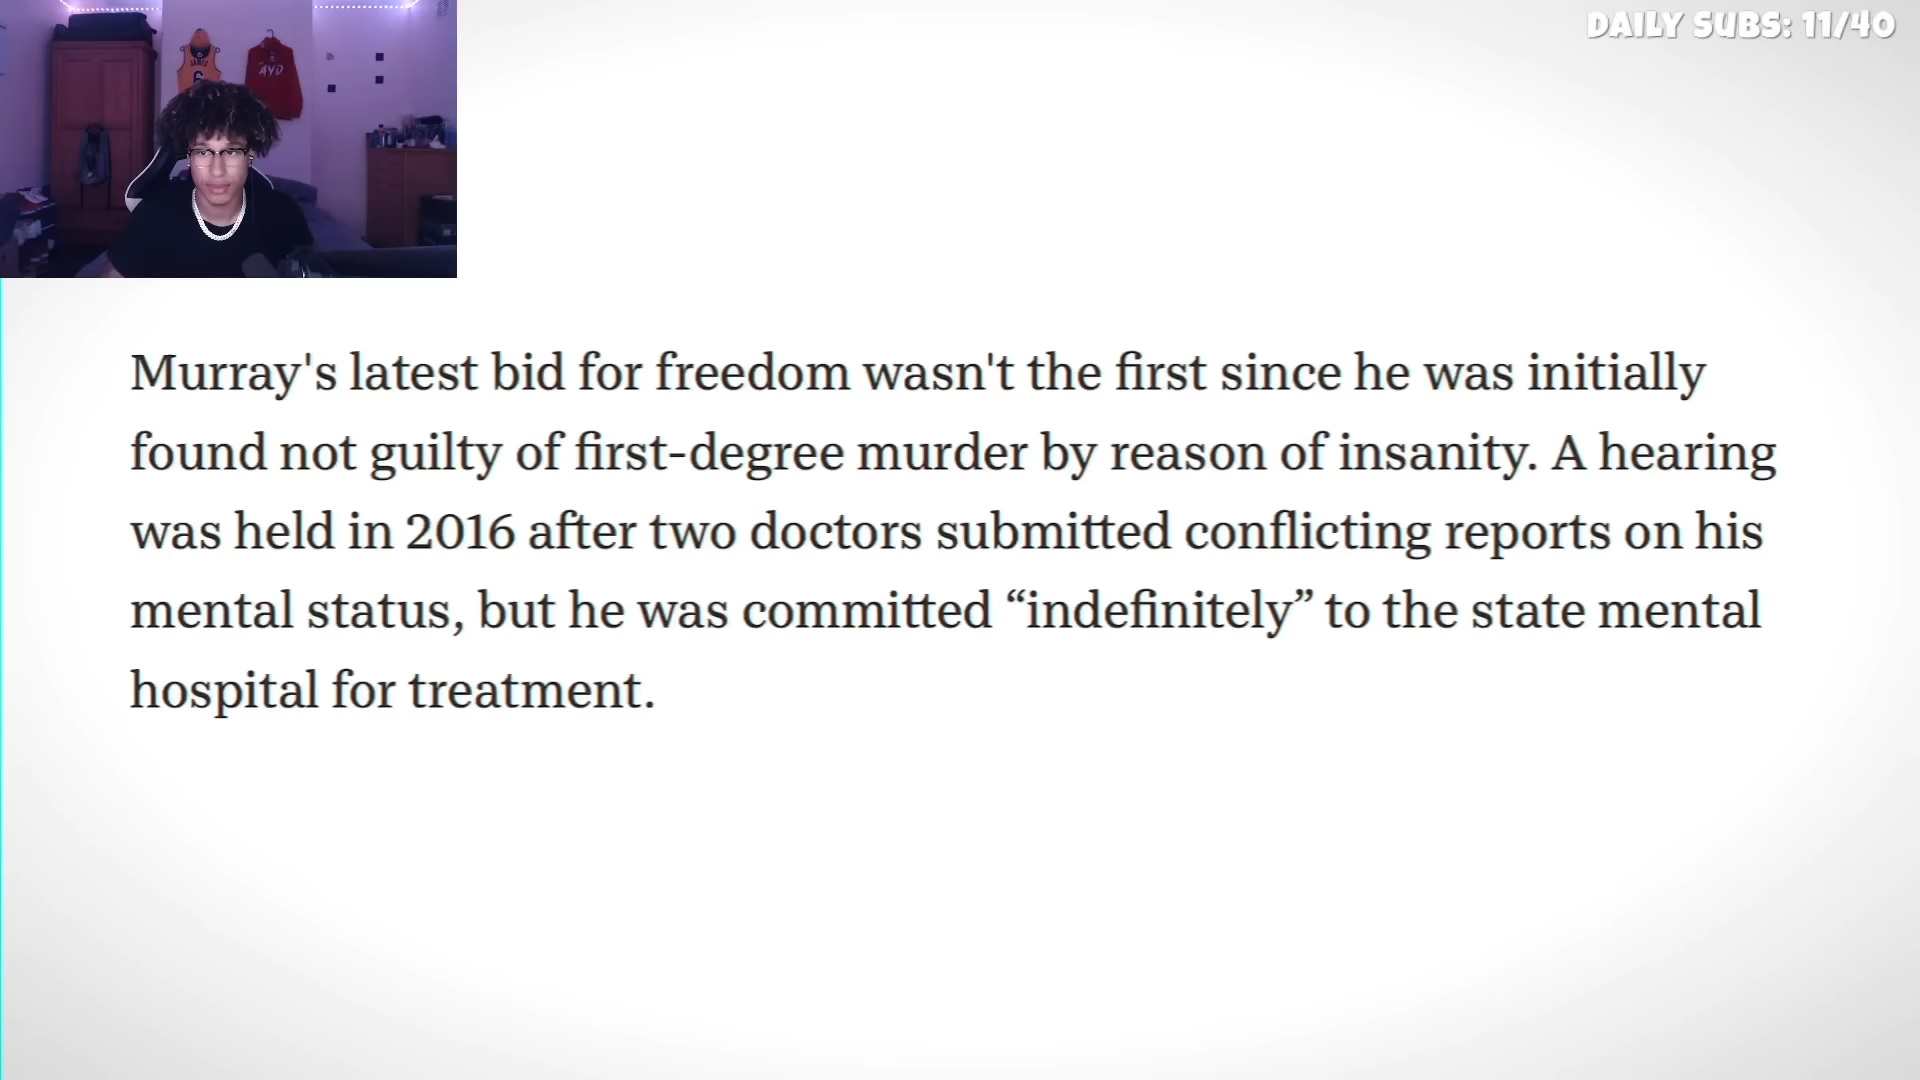 DAILY SUBS: 11/40
AYO
6
Murray's latest bid for freedom wasn't the first since he was initially
found not guilty of first-degree murder by reason of insanity. A hearing
was held in 2016 after two doctors submitted conflicting reports on his
mental status, but he was committed “indefinitely” to the state mental
hospital for treatment.